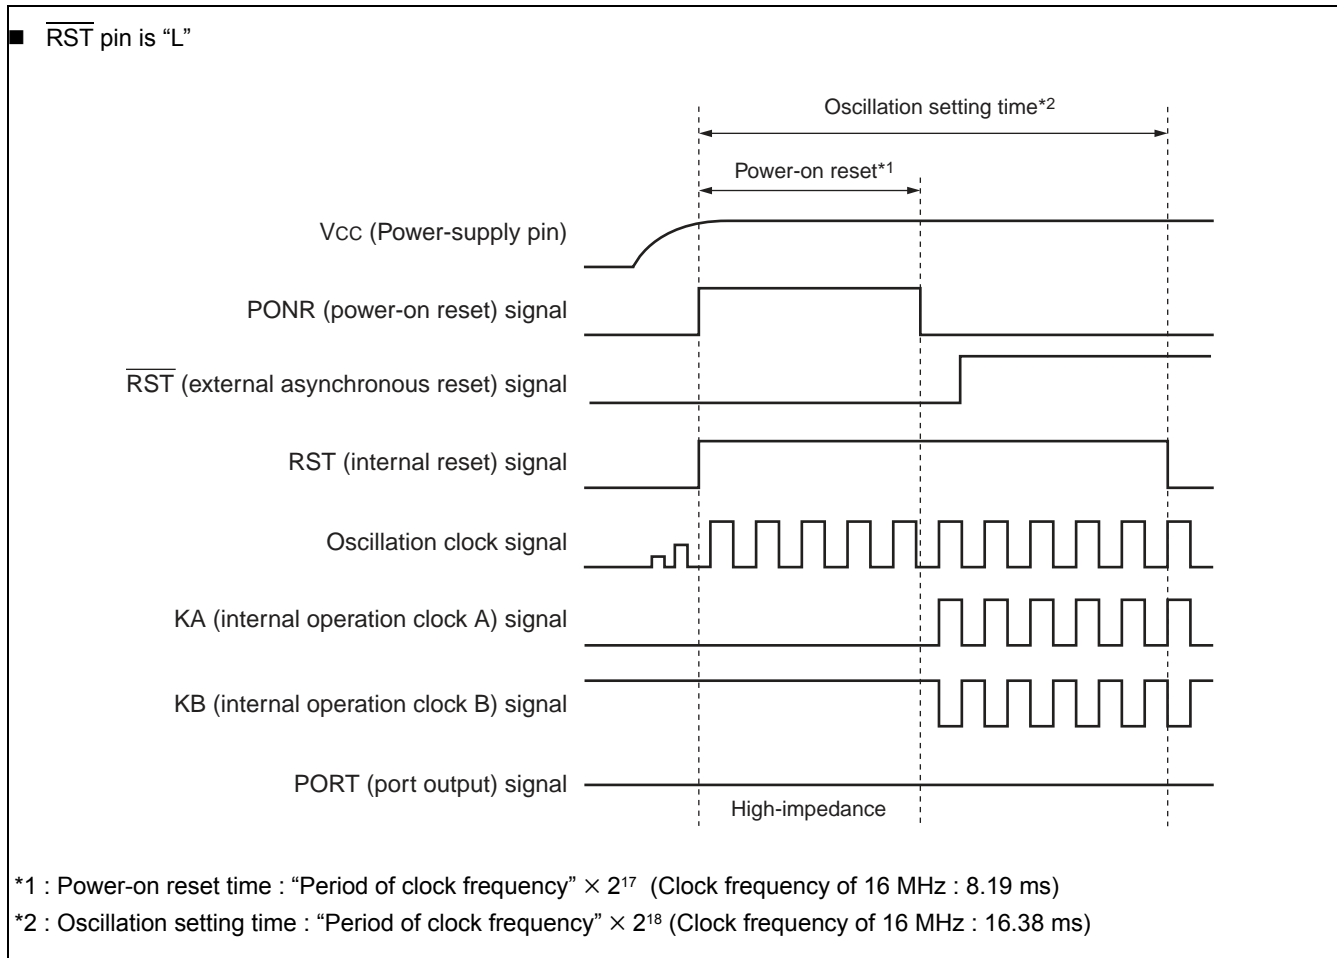 ■ R̅S̅T̅ pin is “L”
Oscillation setting time*2
Power-on reset*1
VCC (Power-supply pin)
PONR (power-on reset) signal
R̅S̅T̅ (external asynchronous reset) signal
RST (internal reset) signal
Oscillation clock signal
KA (internal operation clock A) signal
KB (internal operation clock B) signal
PORT (port output) signal
High-impedance
*1 : Power-on reset time : “Period of clock frequency” × 2¹⁷ (Clock frequency of 16 MHz : 8.19 ms)
*2 : Oscillation setting time : “Period of clock frequency” × 2¹⁸ (Clock frequency of 16 MHz : 16.38 ms)